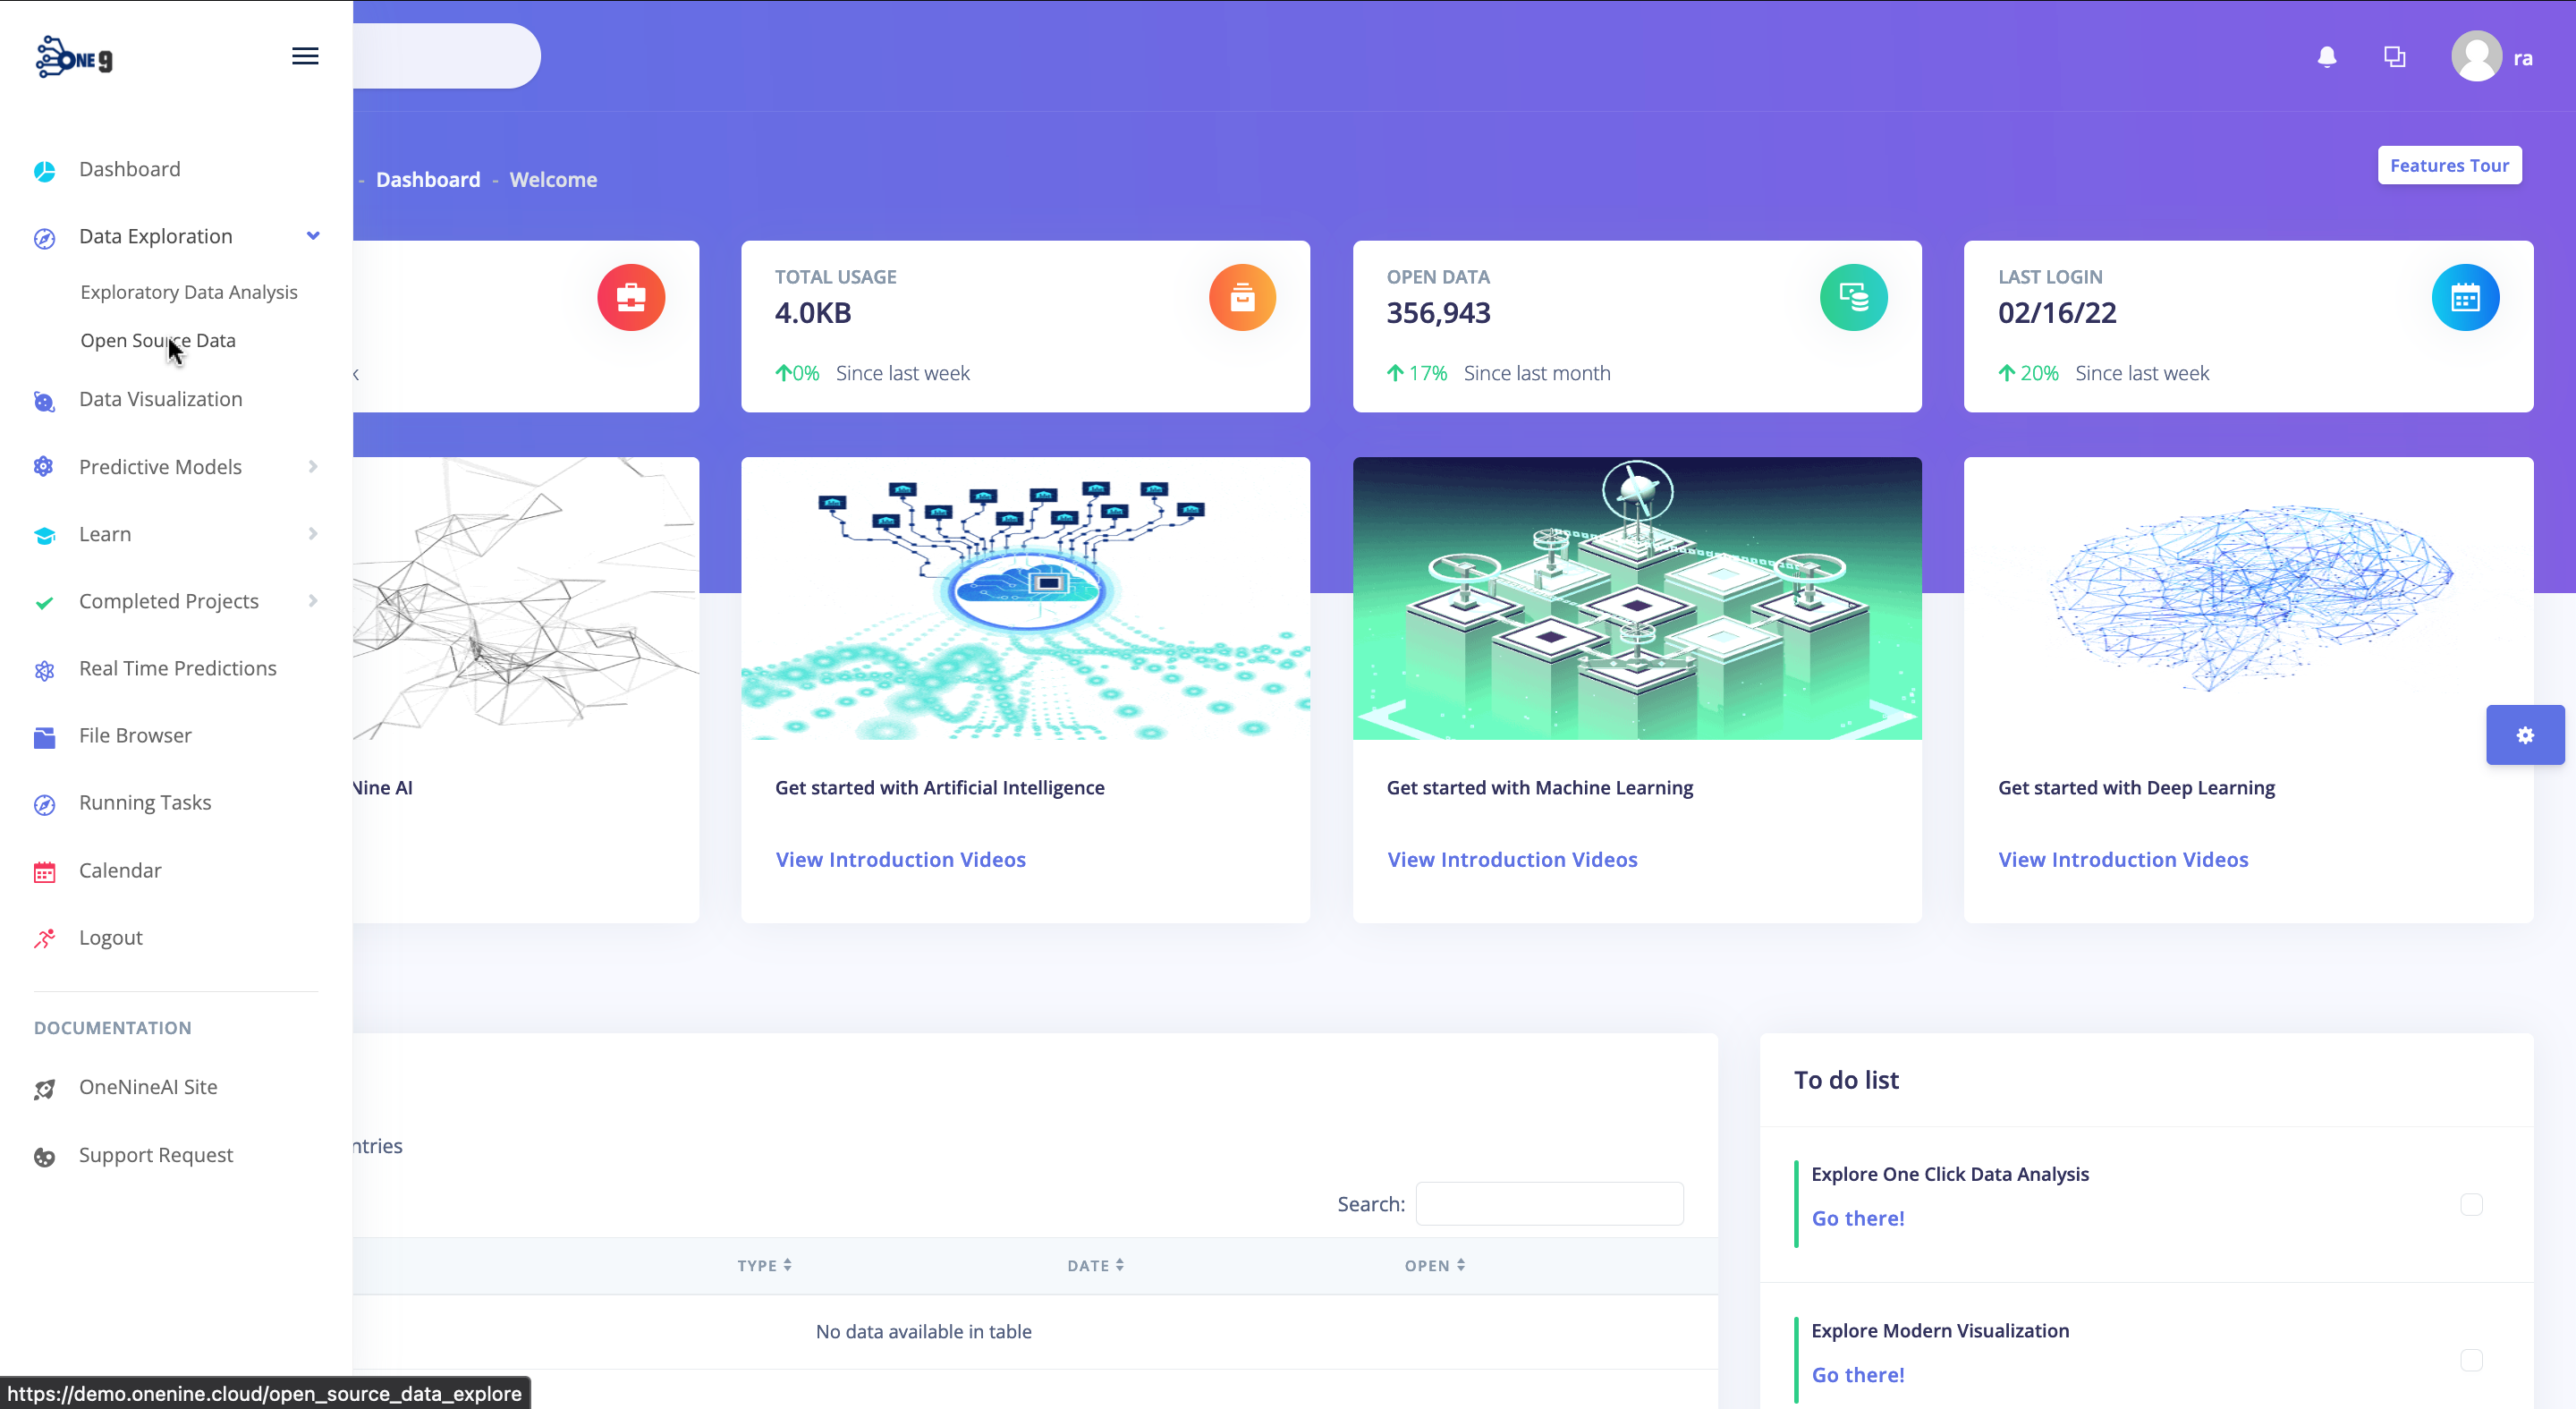 ONE 9
ra
Dashboard
Data Exploration
Exploratory Data Analysis
Open Source Data
Data Visualization
Predictive Models
Learn
Completed Projects
Real Time Predictions
File Browser
Running Tasks
Calendar
Logout
DOCUMENTATION
OneNineAI Site
Support Request
- Dashboard - Welcome
Features Tour
k
TOTAL USAGE
4.0KB
0% Since last week
OPEN DATA
356,943
17% Since last month
LAST LOGIN
02/16/22
20% Since last week
Nine AI
Get started with Artificial Intelligence
View Introduction Videos
Get started with Machine Learning
View Introduction Videos
Get started with Deep Learning
View Introduction Videos
ntries
Search:
TYPE DATE OPEN
No data available in table
To do list
Explore One Click Data Analysis
Go there!
Explore Modern Visualization
Go there!
https://demo.onenine.cloud/open_source_data_explore